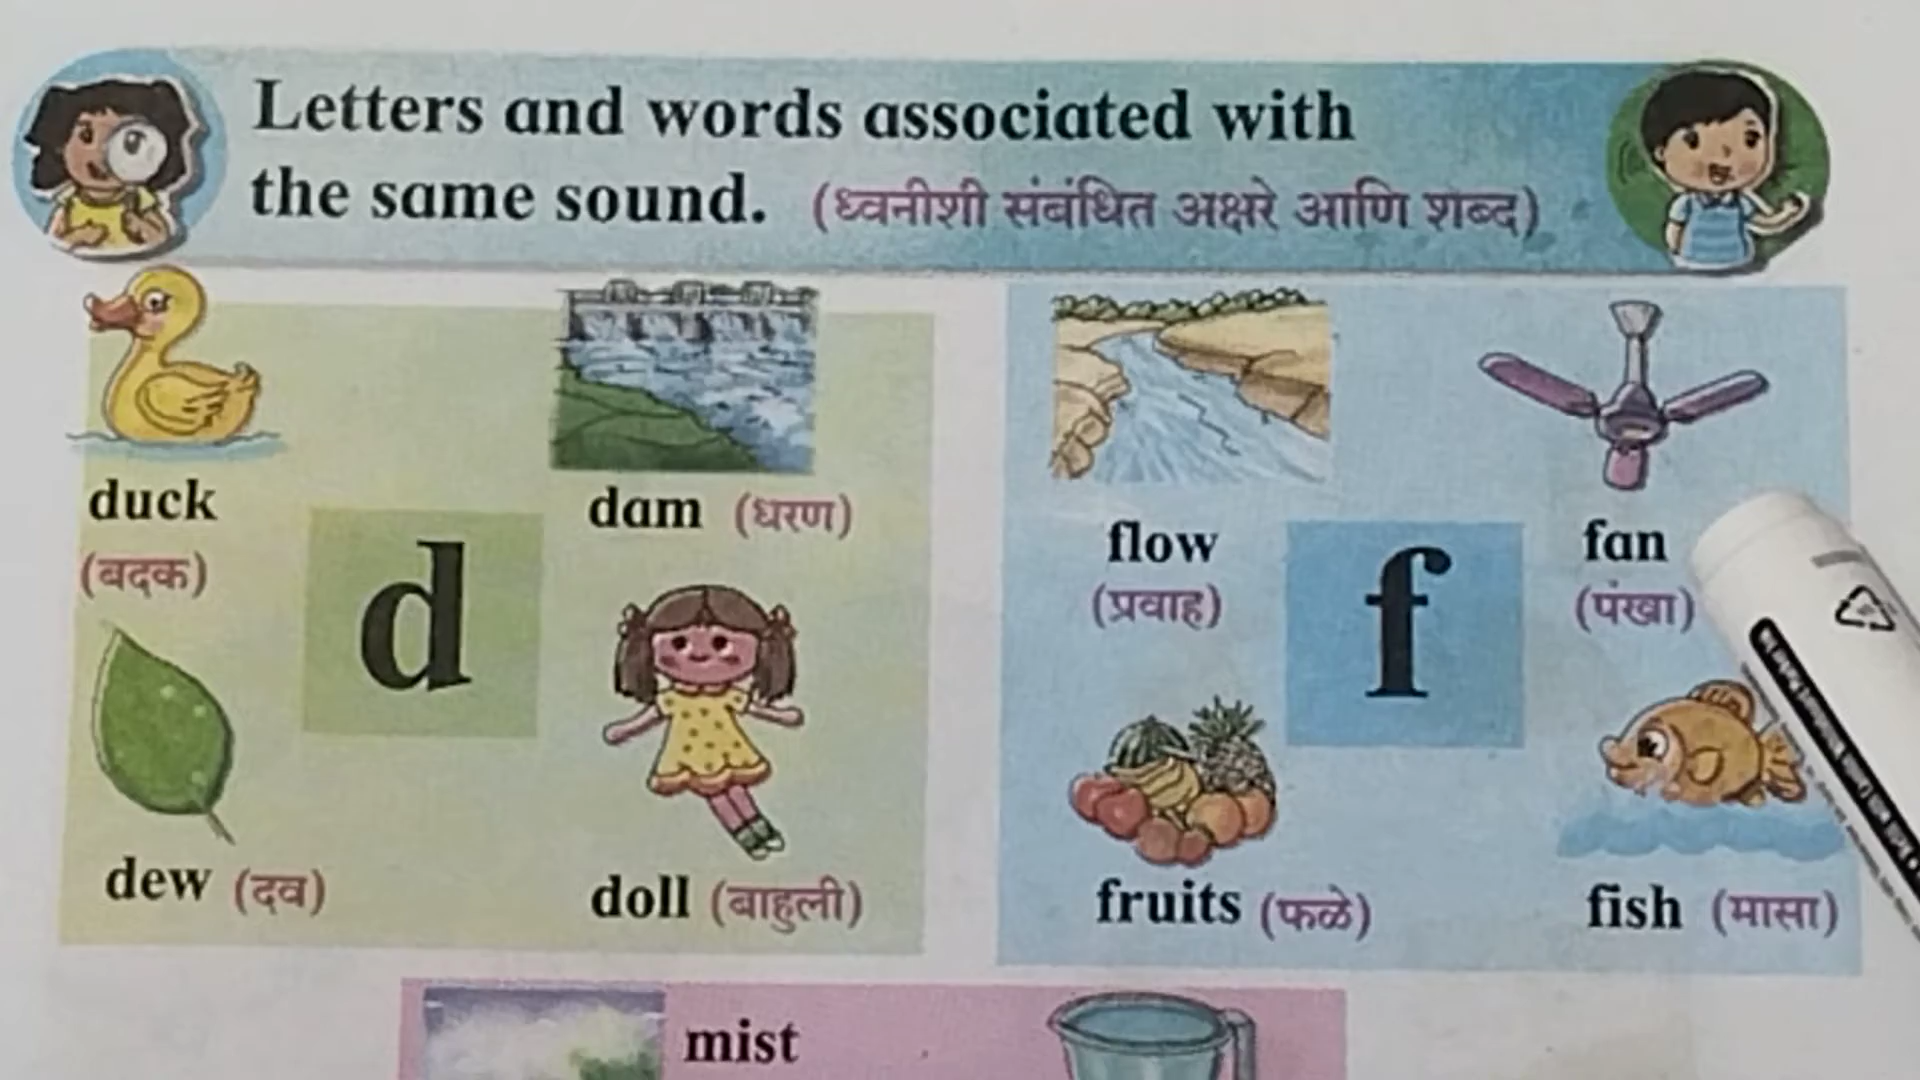 Letters and words associated with
the same sound. (ध्वनीशी संबंधित अक्षरे आणि शब्द)
duck
(बदक)
dam (धरण)
d
dew (दव)
doll (बाहुली)
flow
(प्रवाह)
fan
(पंखा)
f
fruits (फळे)
fish (मासा)
mist